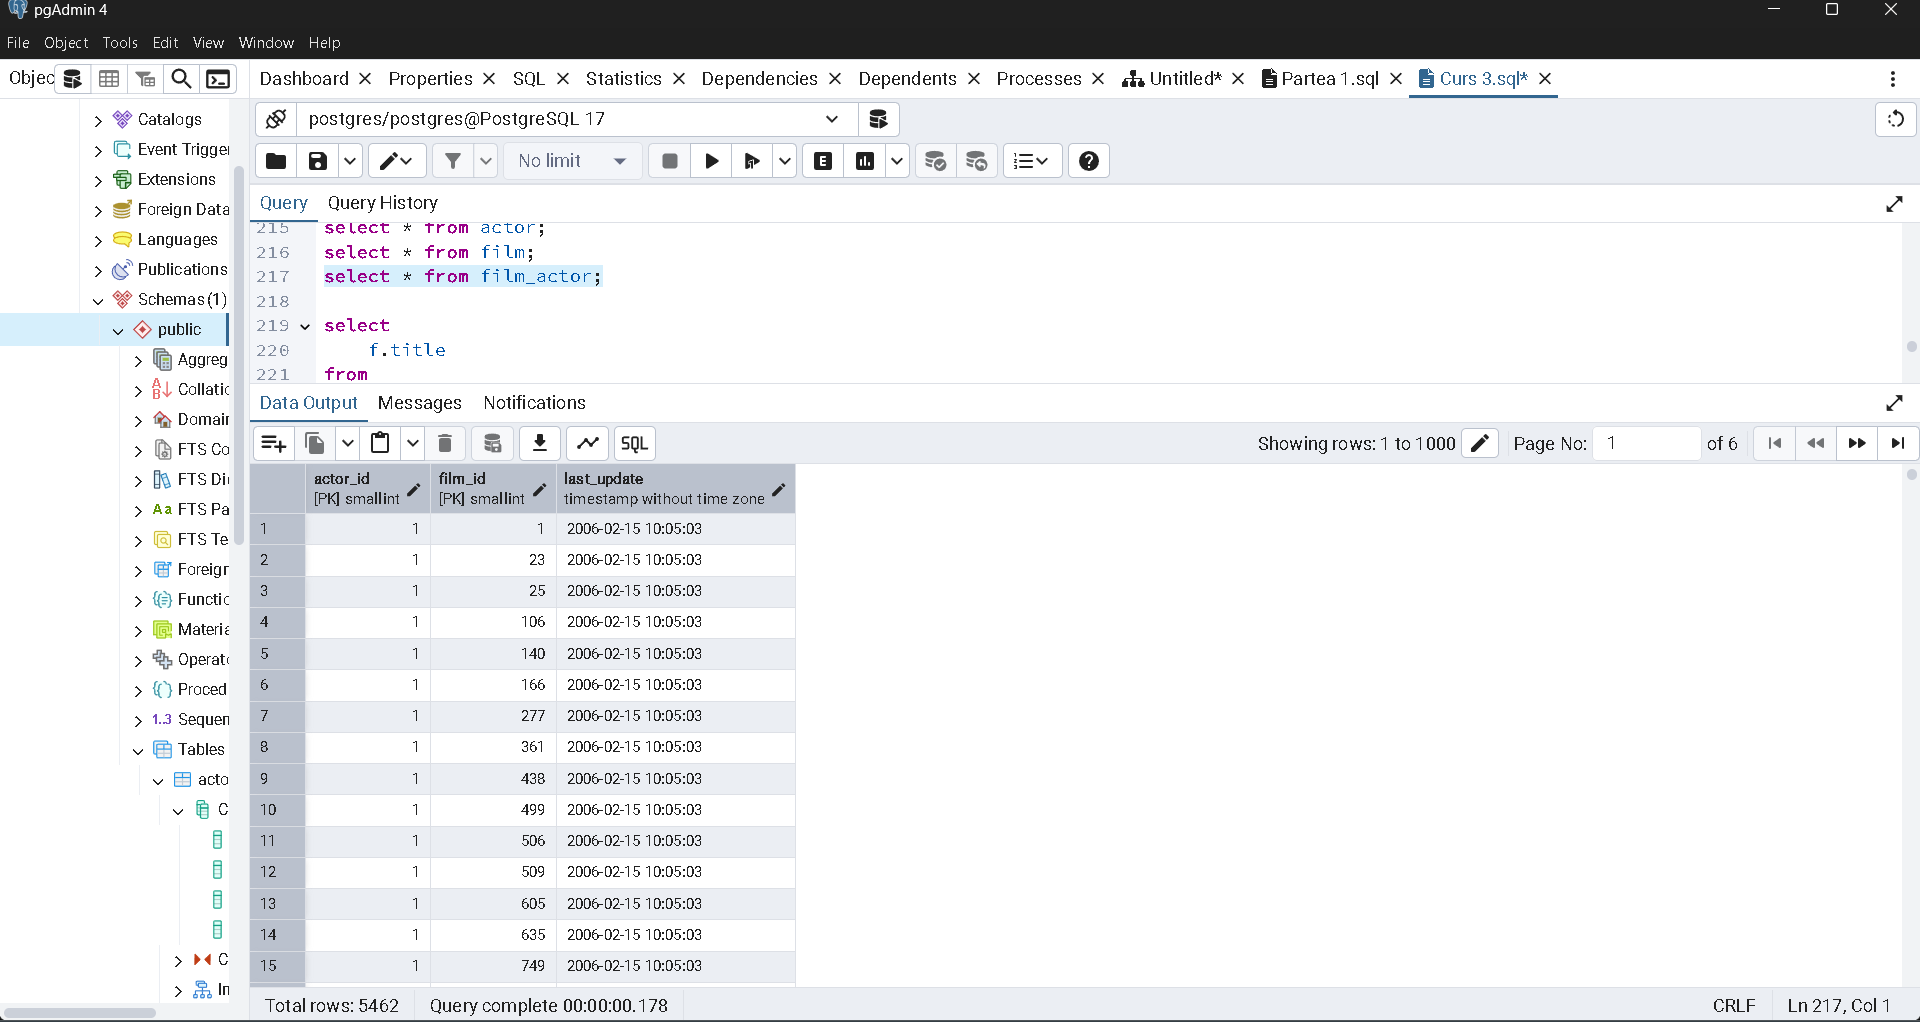 pgAdmin 4
File Object Tools Edit View Window Help
Objec
Dashboard Properties SQL Statistics Dependencies Dependents Processes Untitled* Partea 1.sql Curs 3.sql*
Catalogs
Event Trigger
Extensions
Foreign Data
Languages
Publications
Schemas (1)
public
Aggreg
Collatic
Domair
FTS Co
FTS Di
FTS Pa
FTS Te
Foreigr
Functic
Materia
Operat
Proced
1..3 Sequen
Tables
acto
C
C
In
postgres/postgres@PostgreSQL 17
No limit
Query Query History
215 select * from actor;
216 select * from film;
217 select * from film_actor;
218
219 select
220 f.title
221 from
Data Output Messages Notifications
SQL Showing rows: 1 to 1000 Page No: 1 of 6
actor_id film_id last_update
[PK] smallint [PK] smallint timestamp without time zone
1 1 1 2006-02-15 10:05:03
2 1 23 2006-02-15 10:05:03
3 1 25 2006-02-15 10:05:03
4 1 106 2006-02-15 10:05:03
5 1 140 2006-02-15 10:05:03
6 1 166 2006-02-15 10:05:03
7 1 277 2006-02-15 10:05:03
8 1 361 2006-02-15 10:05:03
9 1 438 2006-02-15 10:05:03
10 1 499 2006-02-15 10:05:03
11 1 506 2006-02-15 10:05:03
12 1 509 2006-02-15 10:05:03
13 1 605 2006-02-15 10:05:03
14 1 635 2006-02-15 10:05:03
15 1 749 2006-02-15 10:05:03
Total rows: 5462 Query complete 00:00:00.178 CRLF Ln 217, Col 1